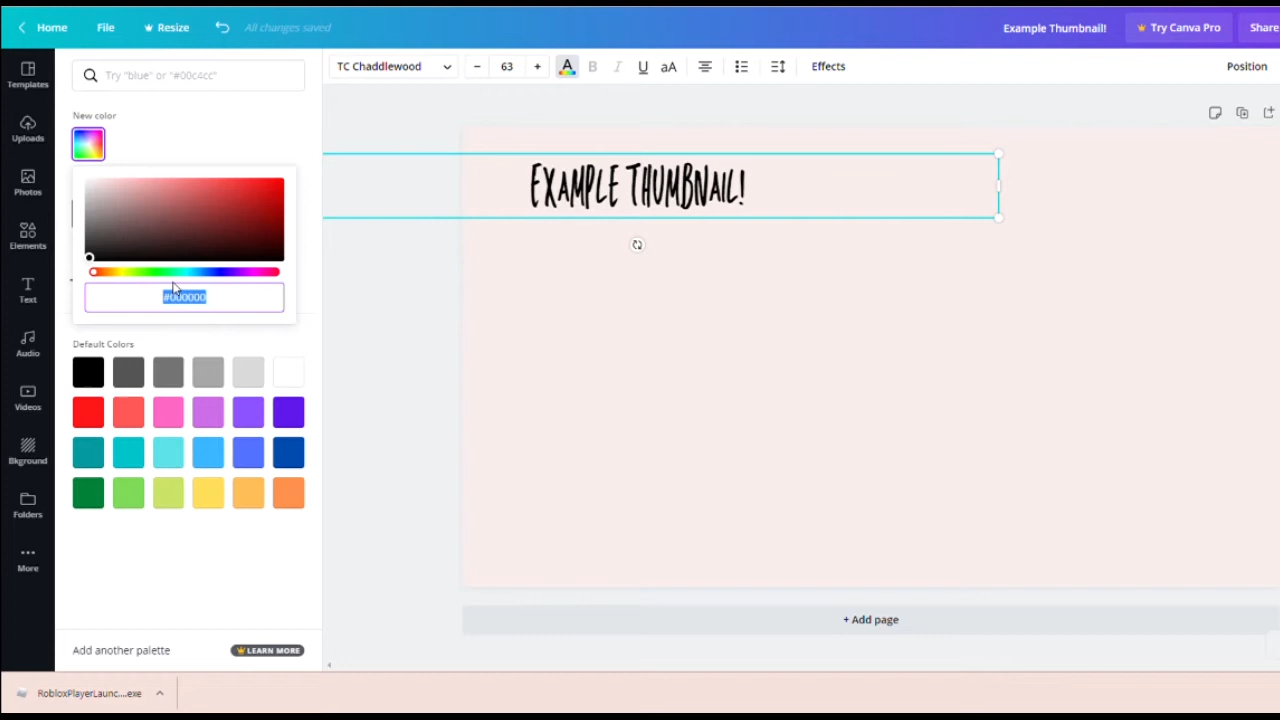 Home File Resize All changes saved Example Thumbnail! Try Canva Pro Share
Templates
Uploads
Photos
Elements
Text
Audio
Videos
Bkground
Folders
More
Try "blue" or "#00c4cc"
New color
#000000
Default Colors
Add another palette LEARN MORE
TC Chaddlewood - 63 + A B I U aA Effects Position
EXAMPLE THUMBNAIL!
+ Add page
RobloxPlayerLaunc....exe